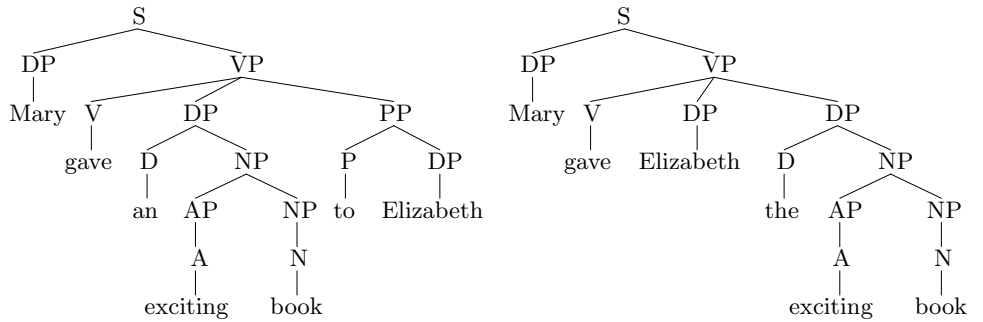 S S
DP VP DP VP
Mary V DP PP Mary V DP DP
gave D NP P DP gave Elizabeth D NP
an AP NP to Elizabeth the AP NP
A N A N
exciting book exciting book